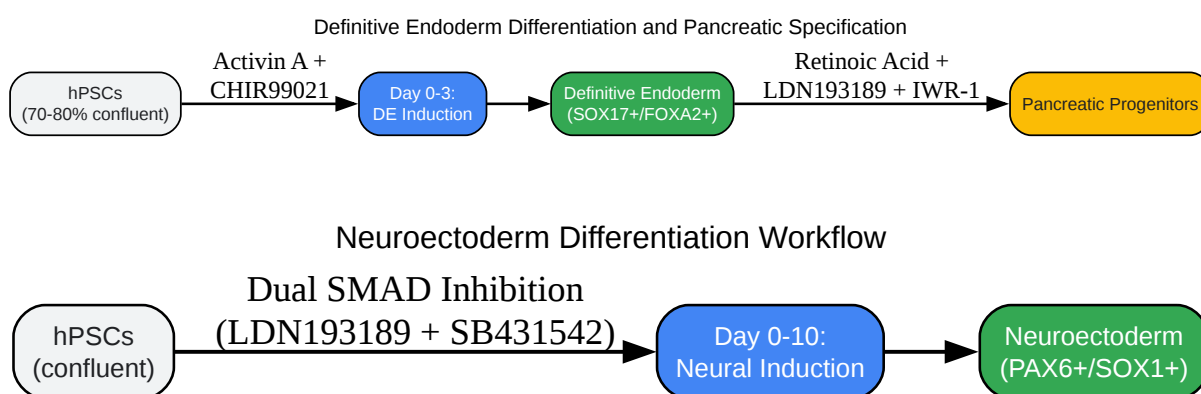 Definitive Endoderm Differentiation and Pancreatic Specification
hPSCs
(70-80% confluent)
Activin A +
CHIR99021
Day 0-3:
DE Induction
Definitive Endoderm
(SOX17+/FOXA2+)
Retinoic Acid +
LDN193189 + IWR-1
Pancreatic Progenitors
Neuroectoderm Differentiation Workflow
hPSCs
(confluent)
Dual SMAD Inhibition
(LDN193189 + SB431542)
Day 0-10:
Neural Induction
Neuroectoderm
(PAX6+/SOX1+)